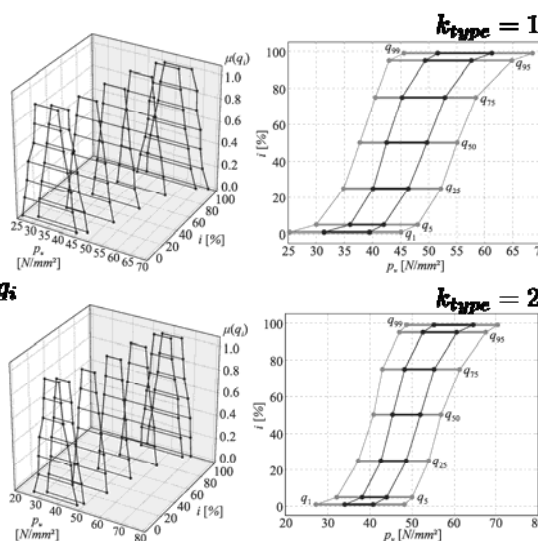 k_type = 1
μ(q_i)
1.0
0.8
0.6
0.4
0.2
0.0
100
80
60
40
20
0
i [%]
25 30 35 40 45 50 55 60 65 70
p_* [N/mm²]
q_99
q_95
q_75
q_50
q_25
q_5
q_1
100
80
60
40
20
0
i [%]
25 30 35 40 45 50 55 60 65
p_* [N/mm²]
q_i
k_type = 2
μ(q_i)
1.0
0.8
0.6
0.4
0.2
0.0
100
80
60
40
20
0
i [%]
20 30 40 50 60 70 80
p_* [N/mm²]
q_99
q_95
q_75
q_50
q_25
q_5
q_1
100
80
60
40
20
0
i [%]
20 30 40 50 60 70
p_* [N/mm²]